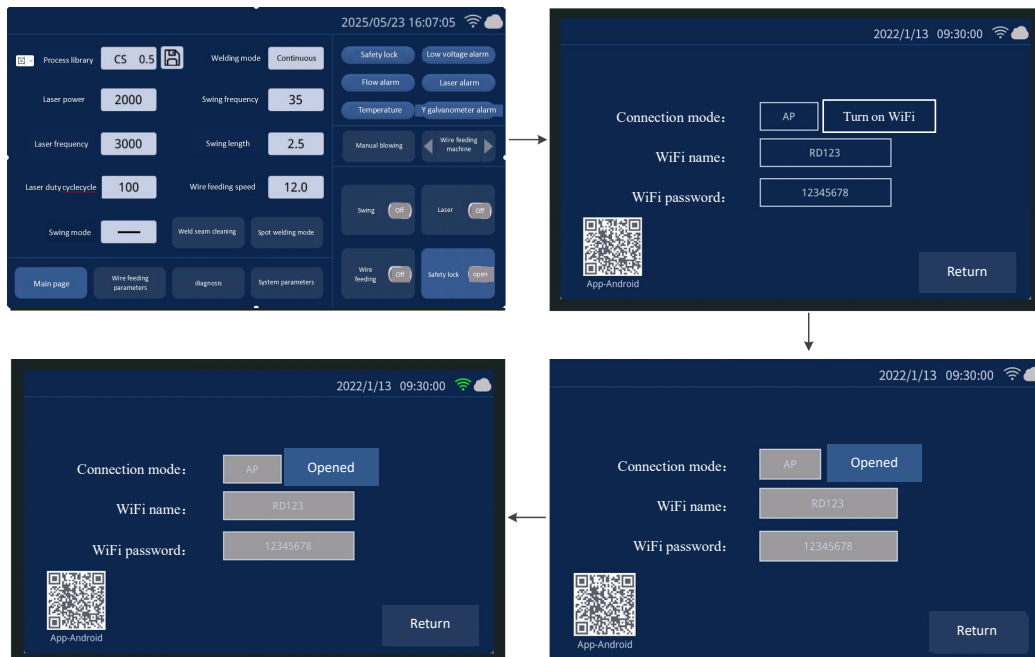 2025/05/23 16:07:05
Process library CS 0.5 Welding mode Continuous
Laser power 2000 Swing frequency 35
Laser frequency 3000 Swing length 2.5
Laser duty cyclecycle 100 Wire feeding speed 12.0
Swing mode Weld seam cleaning Spot welding mode
Main page Wire feeding parameters diagnosis System parameters
Safety lock Low voltage alarm
Flow alarm Laser alarm
Temperature Y galvanometer alarm
Manual blowing Wire feeding machine
Swing Off Laser Off
Wire feeding Off Safety lock open
2022/1/13 09:30:00
Connection mode: AP Turn on WiFi
WiFi name: RD123
WiFi password: 12345678
App-Android
Return
2022/1/13 09:30:00
Connection mode: AP Opened
WiFi name: RD123
WiFi password: 12345678
App-Android
Return
2022/1/13 09:30:00
Connection mode: AP Opened
WiFi name: RD123
WiFi password: 12345678
App-Android
Return